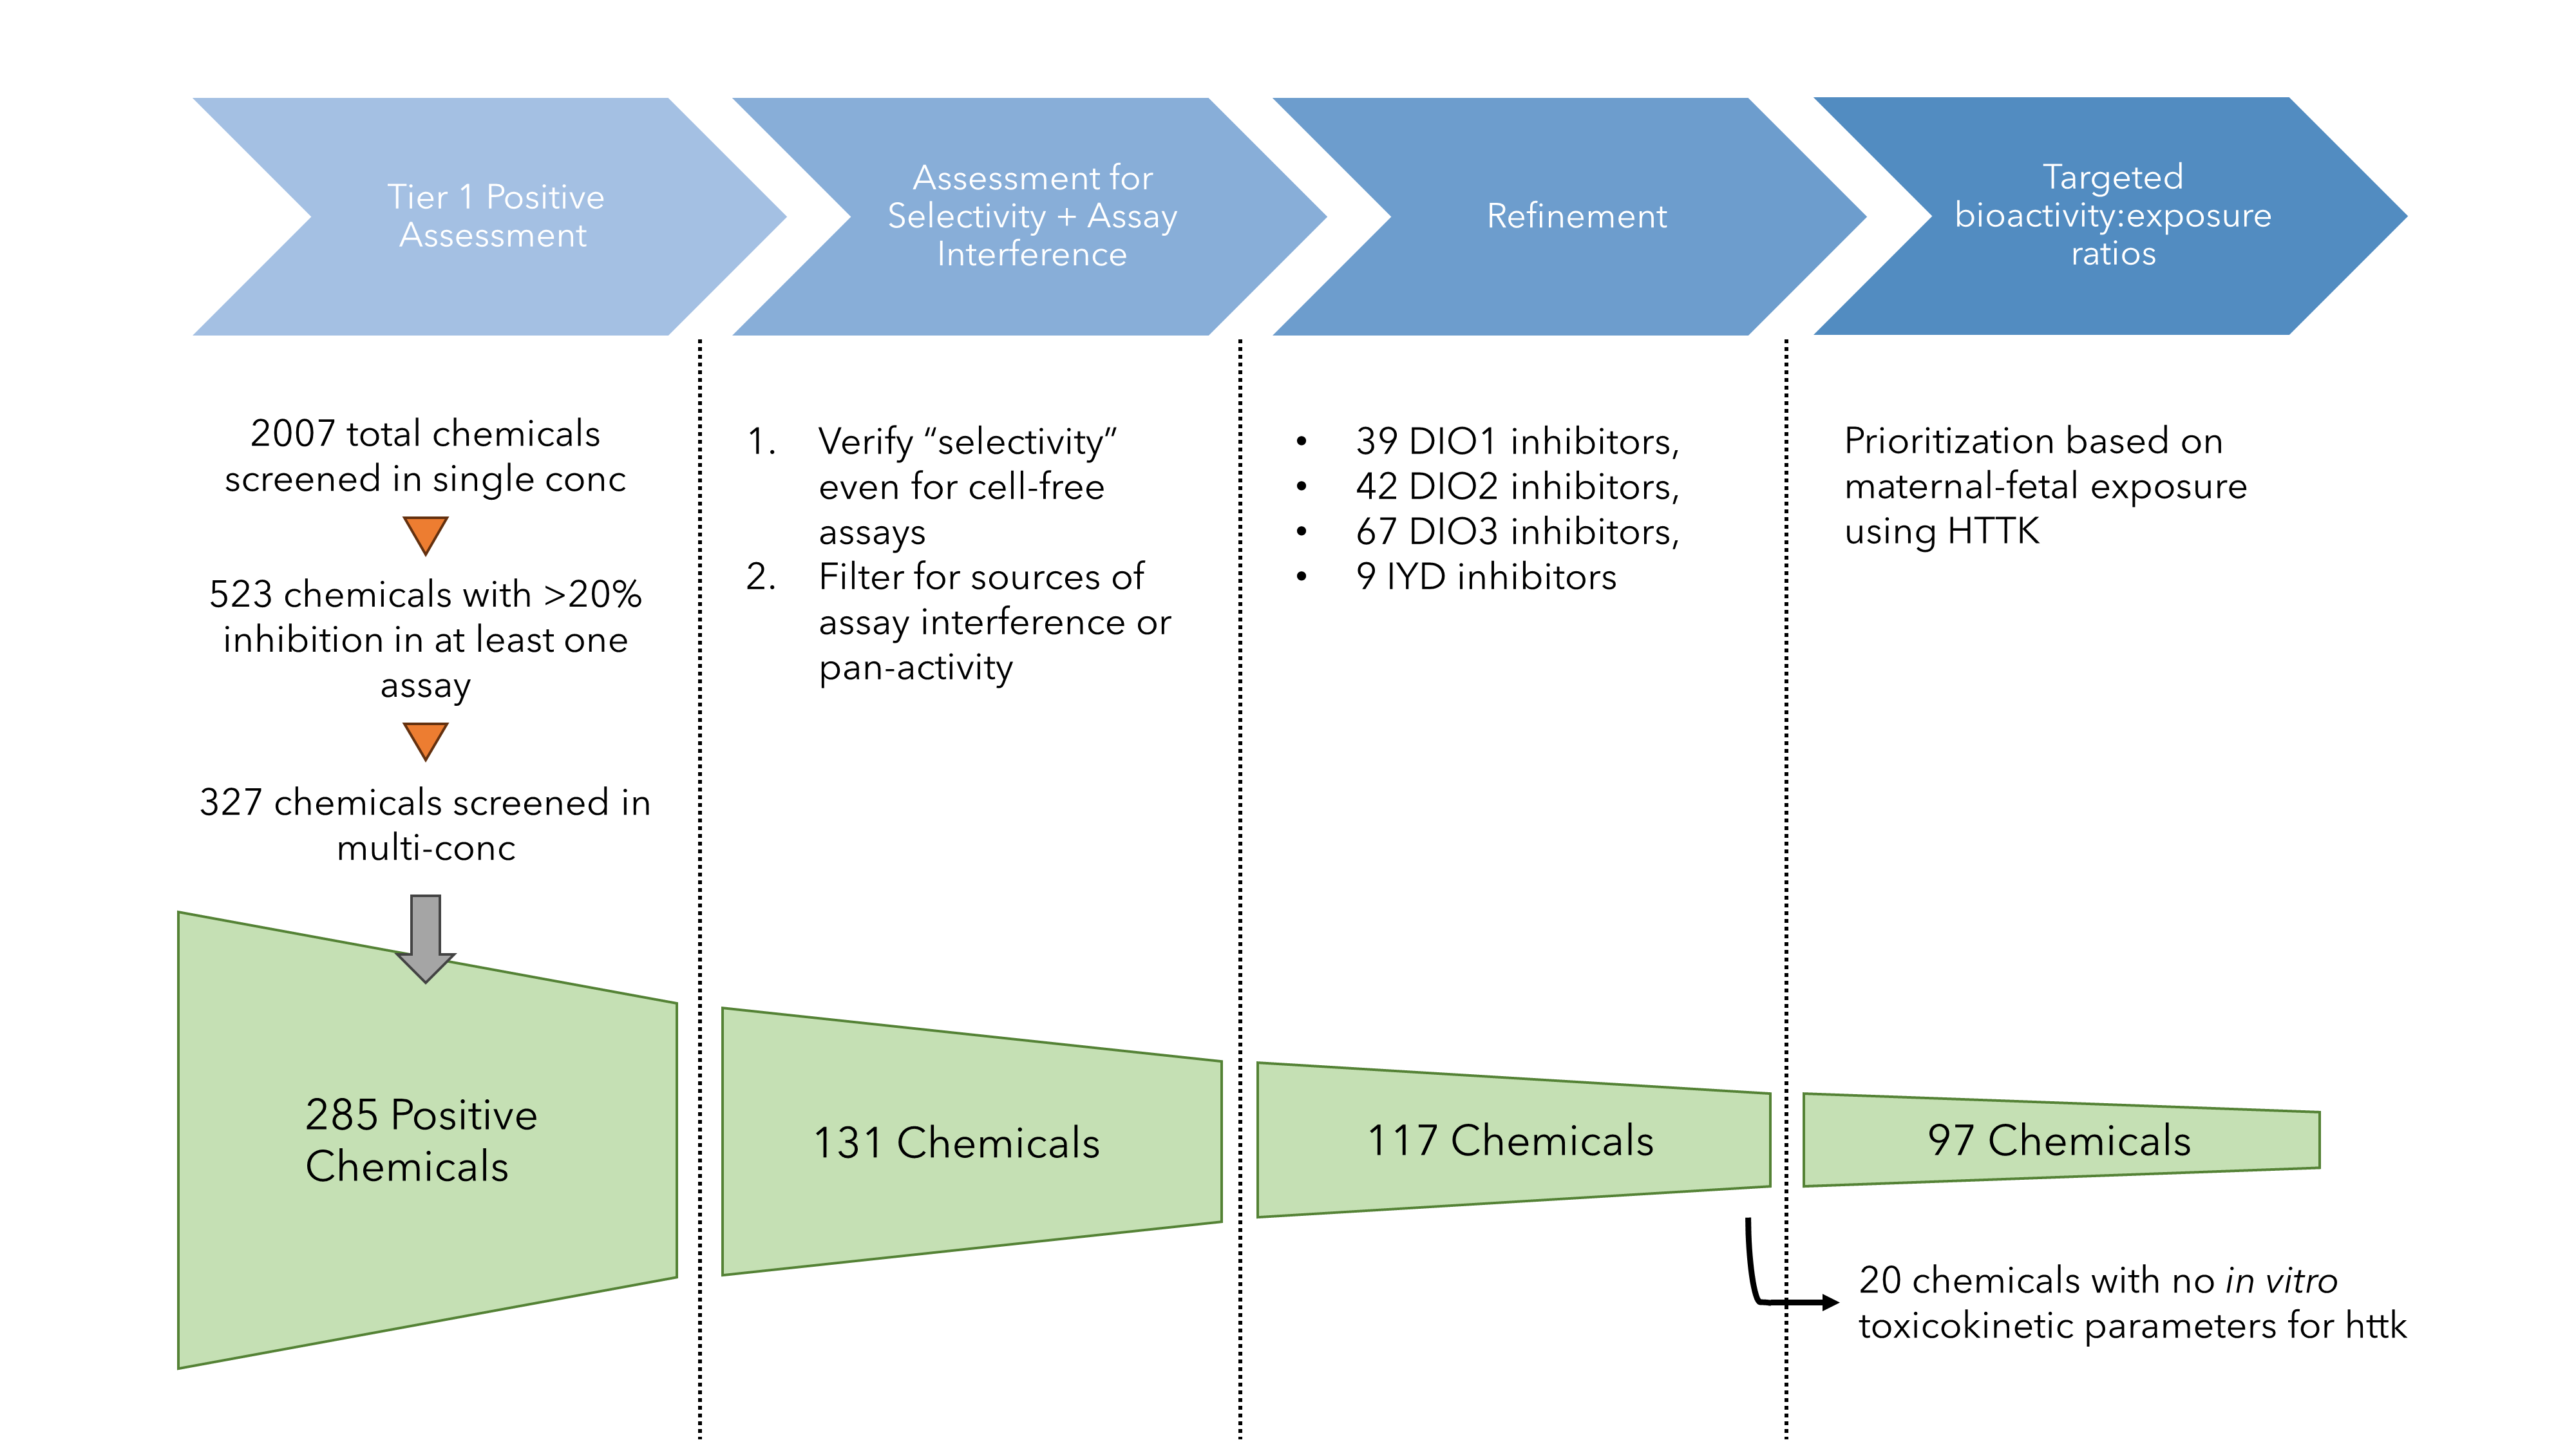 Tier 1 Positive
Assessment
Assessment for
Selectivity + Assay
Interference
Refinement
Targeted
bioactivity:exposure
ratios
2007 total chemicals
screened in single conc
523 chemicals with >20%
inhibition in at least one
assay
327 chemicals screened in
multi-conc
1. Verify “selectivity”
even for cell-free
assays
2. Filter for sources of
assay interference or
pan-activity
• 39 DIO1 inhibitors,
• 42 DIO2 inhibitors,
• 67 DIO3 inhibitors,
• 9 IYD inhibitors
Prioritization based on
maternal-fetal exposure
using HTTK
285 Positive
Chemicals
131 Chemicals
117 Chemicals
97 Chemicals
20 chemicals with no in vitro
toxicokinetic parameters for httk